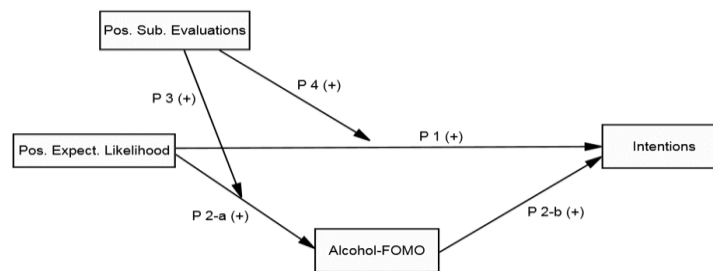 Pos. Sub. Evaluations
P 4 (+)
P 3 (+)
P 1 (+)
Pos. Expect. Likelihood
Intentions
P 2-a (+)
P 2-b (+)
Alcohol-FOMO